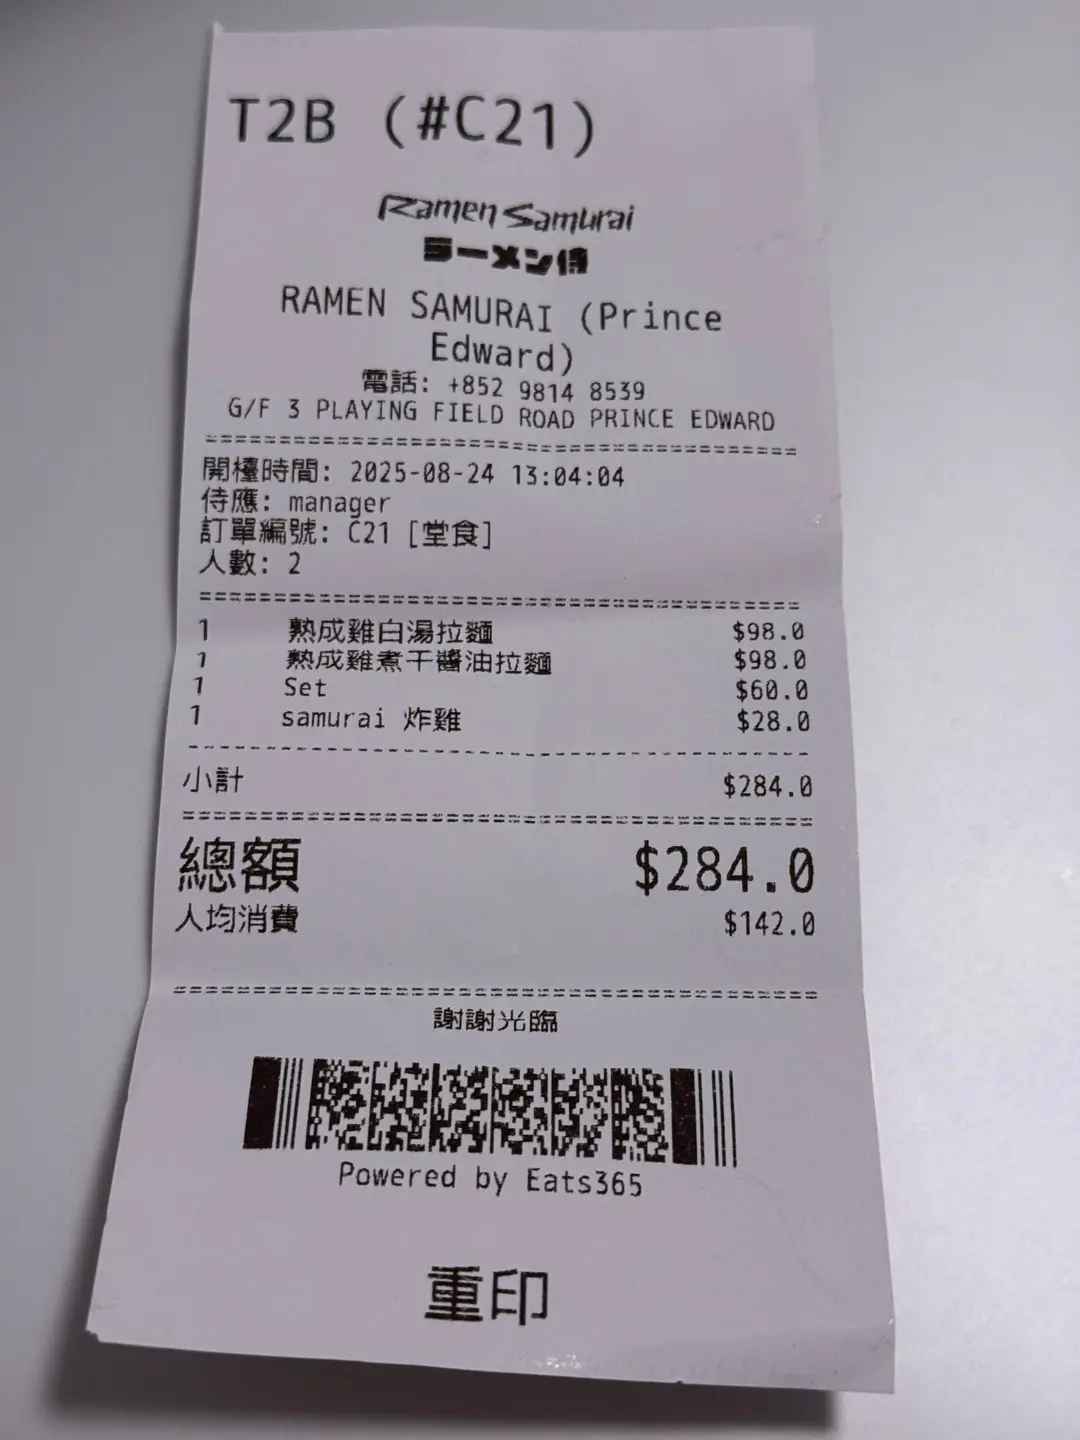 T2B (#C21)
Ramen Samurai
ラーメン侍
RAMEN SAMURAI (Prince
Edward)
電話: +852 9814 8539
G/F 3 PLAYING FIELD ROAD PRINCE EDWARD
開檯時間: 2025-08-24 13:04:04
侍應: manager
訂單編號: C21 [堂食]
人數: 2
1 熟成雞白湯拉麵 $98.0
1 熟成雞煮干醬油拉麵 $98.0
1 Set $60.0
1 samurai 炸雞 $28.0
小計 $284.0
總額 $284.0
人均消費 $142.0
謝謝光臨
Powered by Eats365
重印